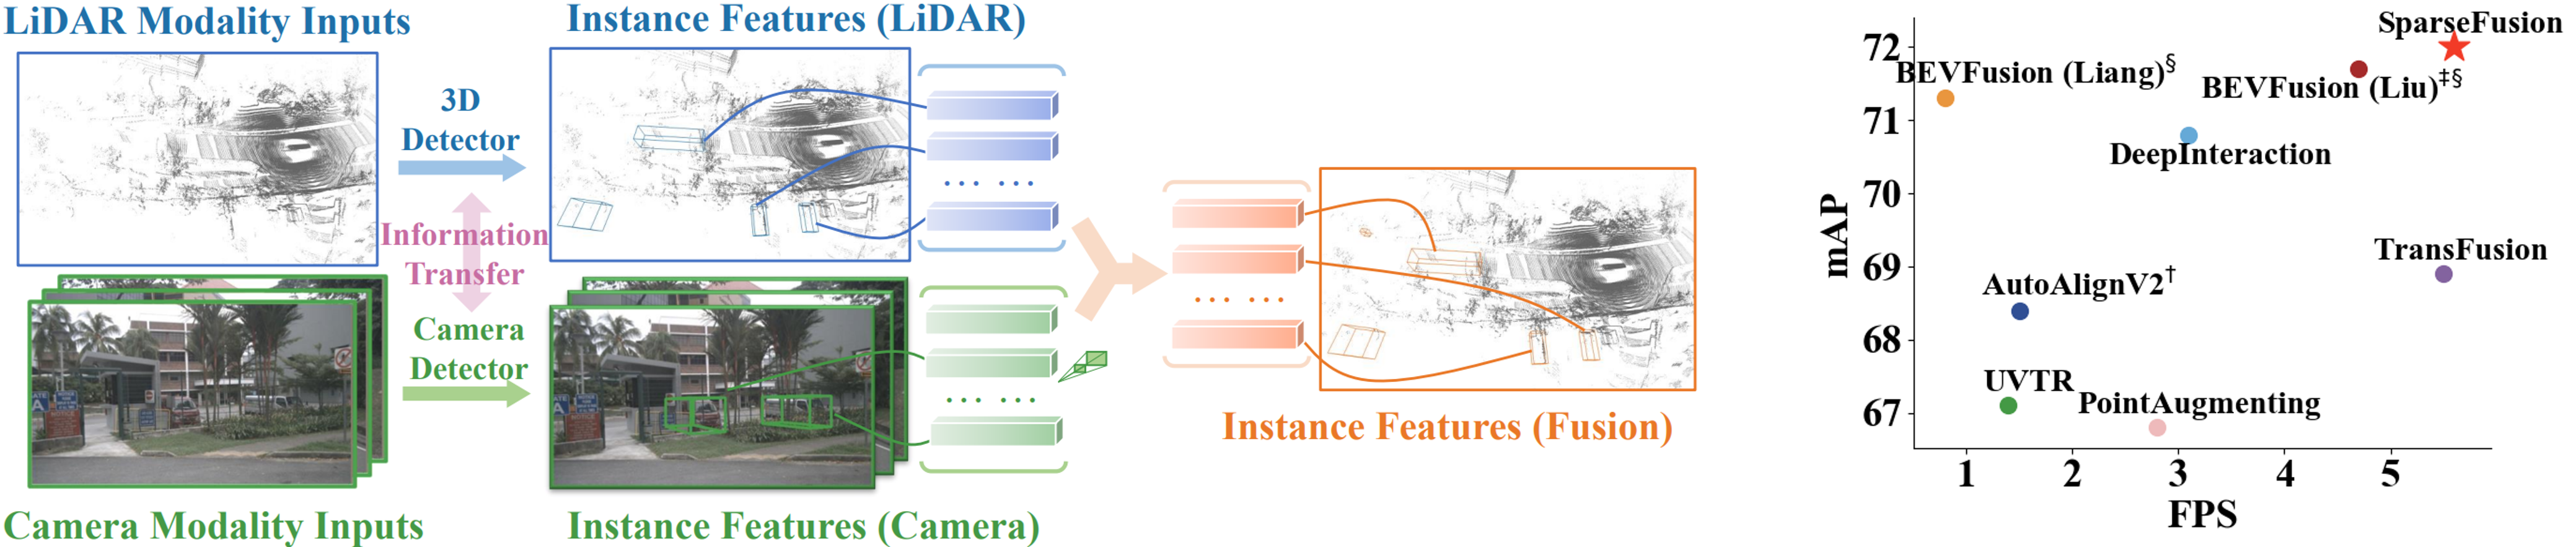 LiDAR Modality Inputs
3D
Detector
Information
Transfer
Camera
Detector
Camera Modality Inputs
Instance Features (LiDAR)
... ...
... ...
Instance Features (Camera)
... ...
Instance Features (Fusion)
mAP
72
71
70
69
68
67
SparseFusion
BEVFusion (Liang)§
BEVFusion (Liu)‡§
DeepInteraction
TransFusion
AutoAlignV2†
UVTR
PointAugmenting
1 2 3 4 5
FPS